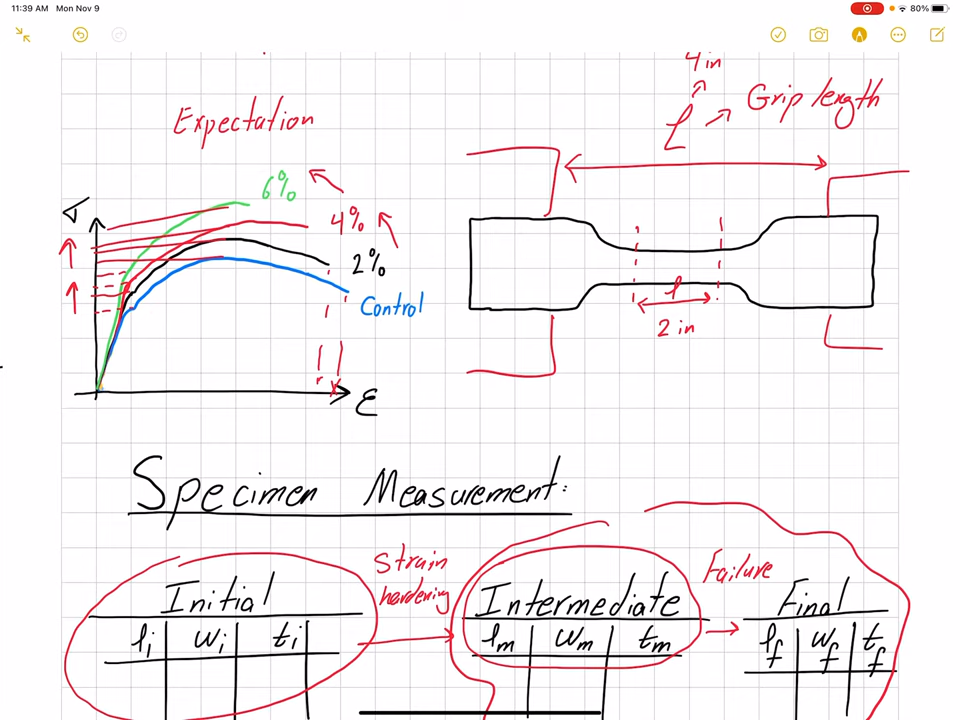 11:39 AM Mon Nov 9
80%
4 in
Expectation
L
Grip length
σ
6%
4%
2%
Control
ε
l
2 in
Specimen Measurement:
Strain
hardening
Failure
Initial
Intermediate
Final
li wi ti
lm wm tm
lf wf tf